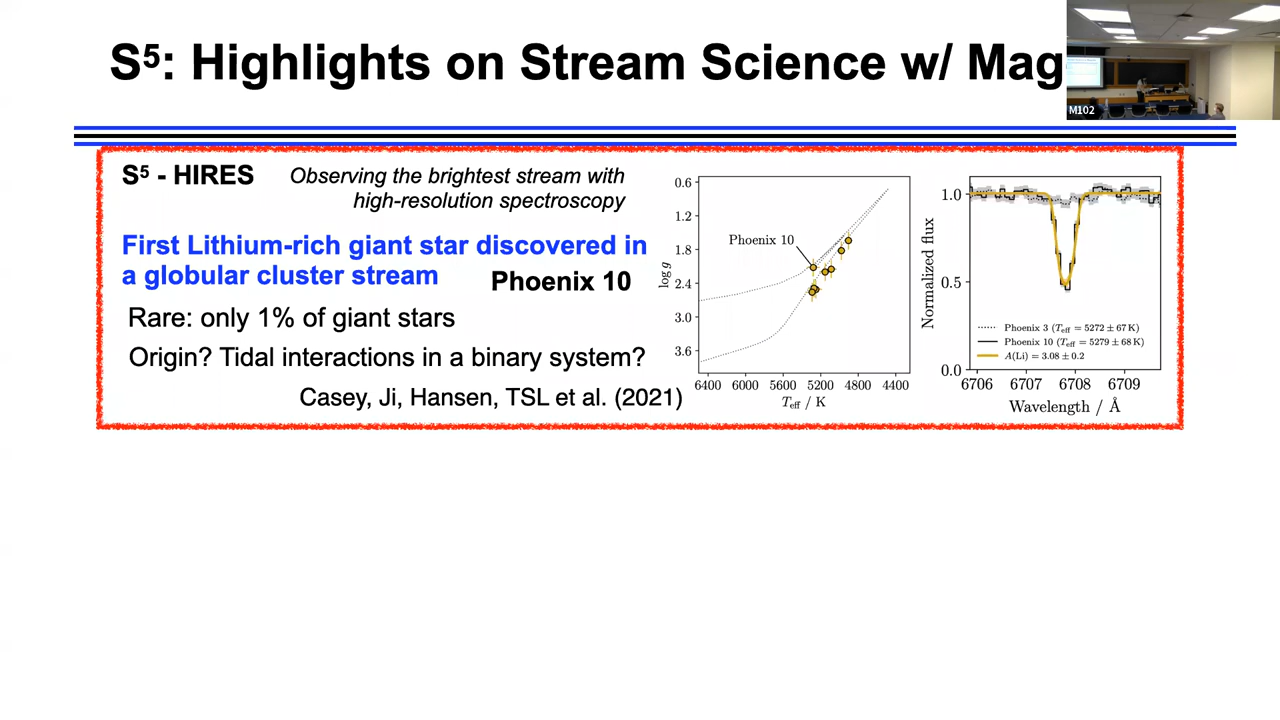 S⁵: Highlights on Stream Science w/ Mag
M102
S⁵ - HIRES
Observing the brightest stream with
high-resolution spectroscopy
First Lithium-rich giant star discovered in
a globular cluster stream
Phoenix 10
Rare: only 1% of giant stars
Origin? Tidal interactions in a binary system?
Casey, Ji, Hansen, TSL et al. (2021)
0.6
1.2
1.8
2.4
3.0
3.6
log g
Phoenix 10
6400 6000 5600 5200 4800 4400
Teff / K
1.0
0.5
0.0
Normalized flux
Phoenix 3 (Teff = 5272 ± 67 K)
Phoenix 10 (Teff = 5279 ± 68 K)
A(Li) = 3.08 ± 0.2
6706 6707 6708 6709
Wavelength / Å